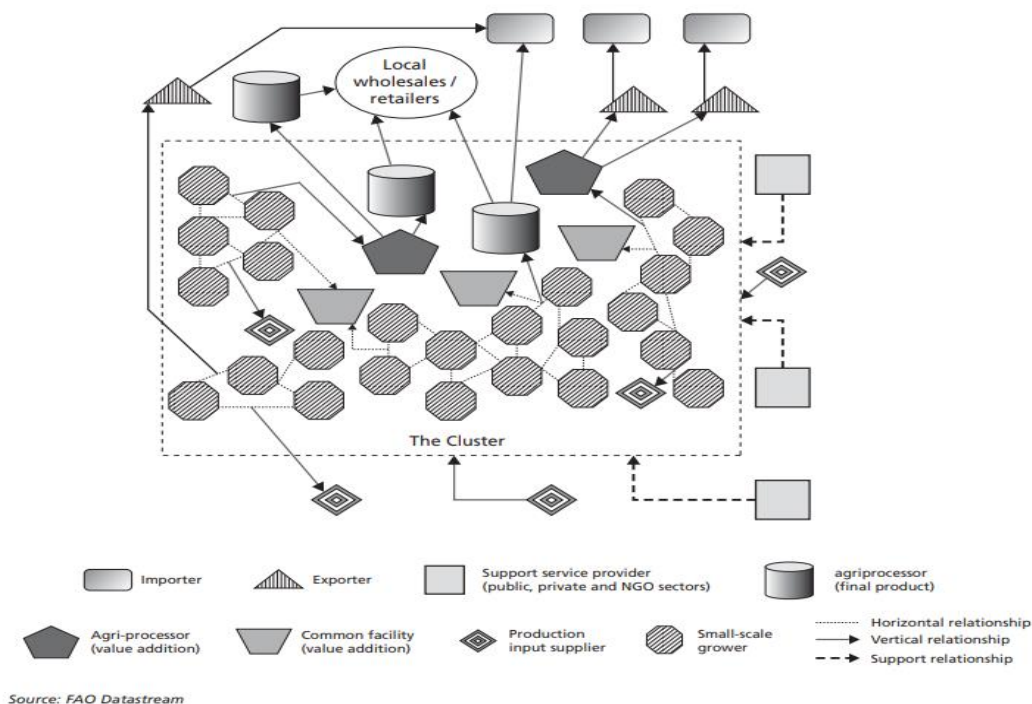 Local
wholesales /
retailers
The Cluster
Importer
Exporter
Support service provider
(public, private and NGO sectors)
agriprocessor
(final product)
Agri-processor
(value addition)
Common facility
(value addition)
Production
input supplier
Small-scale
grower
Horizontal relationship
Vertical relationship
Support relationship
Source: FAO Datastream